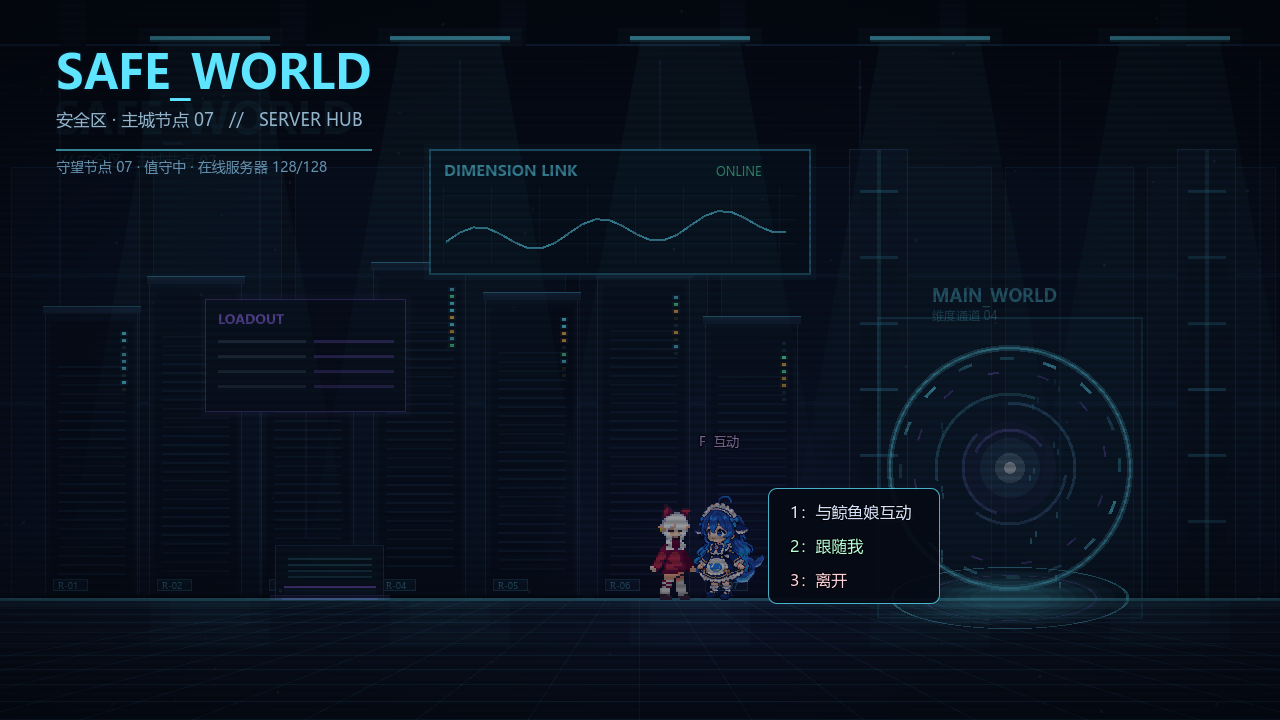 SAFE_WORLD
安全区 · 主城节点 07 // SERVER HUB
守望节点 07 · 值守中 · 在线服务器 128/128
DIMENSION LINK ONLINE
MAIN_WORLD
维度通道 04
LOADOUT
F 互动
1: 与鲸鱼娘互动
2: 跟随我
3: 离开
R-01
R-02
R-04
R-05
R-06